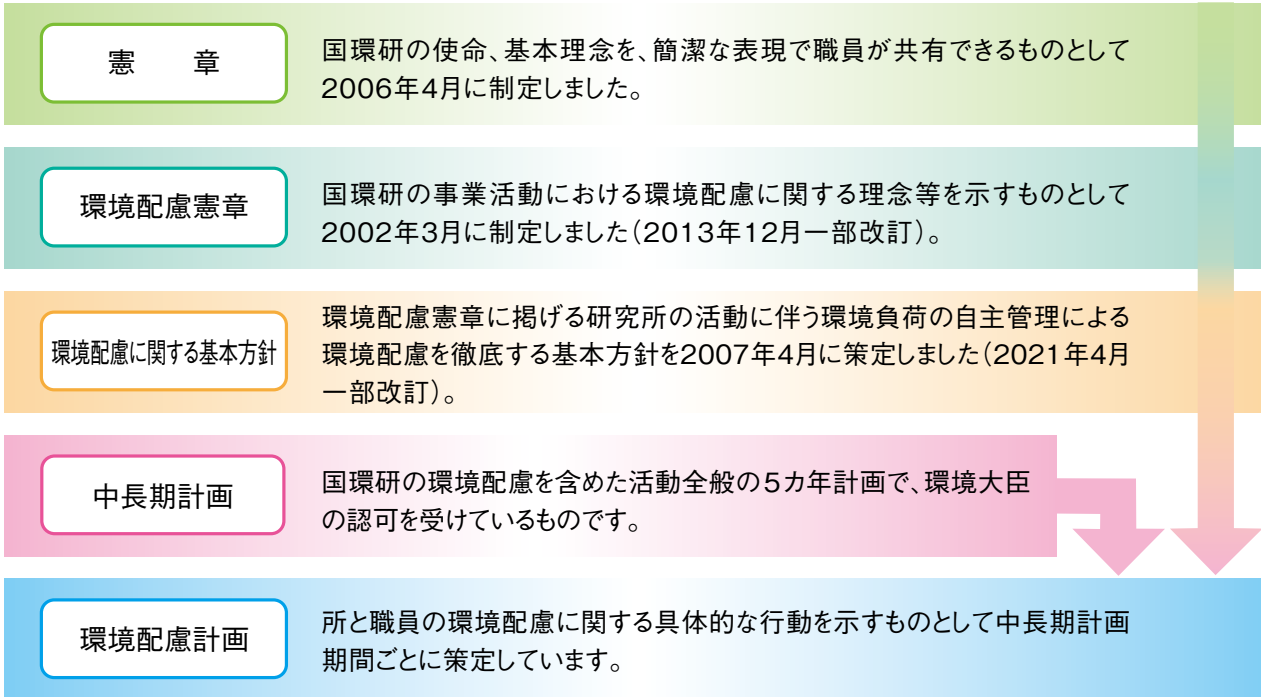 憲　章
国環研の使命、基本理念を、簡潔な表現で職員が共有できるものとして
2006年4月に制定しました。
環境配慮憲章
国環研の事業活動における環境配慮に関する理念等を示すものとして
2002年3月に制定しました（2013年12月一部改訂）。
環境配慮に関する基本方針
環境配慮憲章に掲げる研究所の活動に伴う環境負荷の自主管理による
環境配慮を徹底する基本方針を2007年4月に策定しました（2021年4月
一部改訂）。
中長期計画
国環研の環境配慮を含めた活動全般の5カ年計画で、環境大臣
の認可を受けているものです。
環境配慮計画
所と職員の環境配慮に関する具体的な行動を示すものとして中長期計画
期間ごとに策定しています。